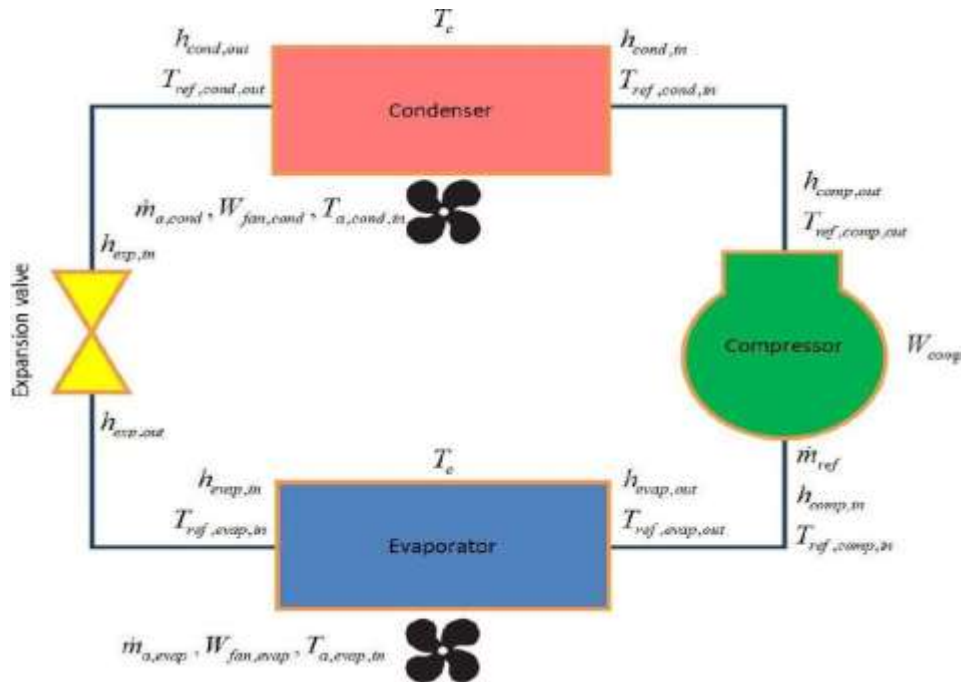 T_c
h_cond,out
h_cond,in
T_ref,cond,out
T_ref,cond,in
Condenser
h_comp,out
ṁ_a,cond , W_fan,cond , T_a,cond,in
T_ref,comp,out
h_exp,in
Expansion valve
Compressor
W_comp
h_exp,out
T_e
ṁ_ref
h_evap,in
h_evap,out
h_comp,in
T_ref,evap,in
T_ref,evap,out
T_ref,comp,in
Evaporator
ṁ_a,evap , W_fan,evap , T_a,evap,in